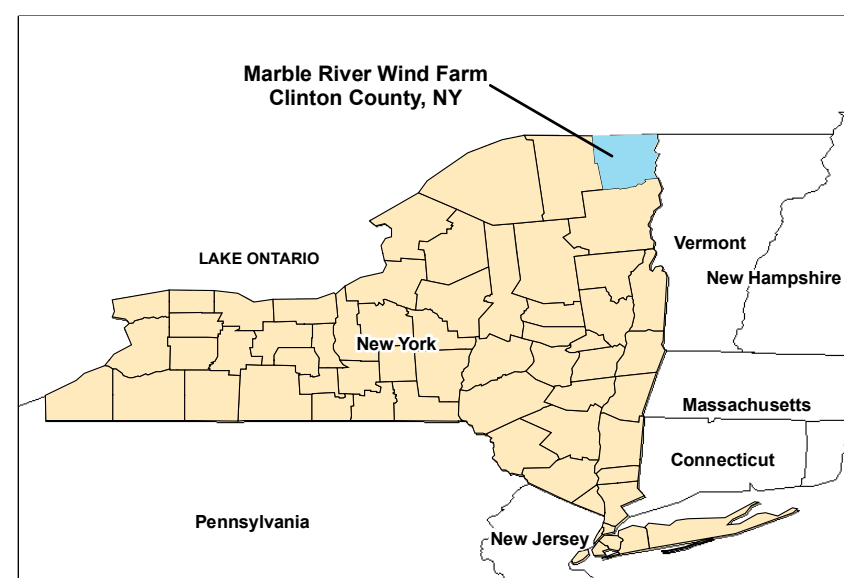 Marble River Wind Farm
Clinton County, NY
LAKE ONTARIO
Vermont
New Hampshire
New York
Massachusetts
Connecticut
Pennsylvania
New Jersey